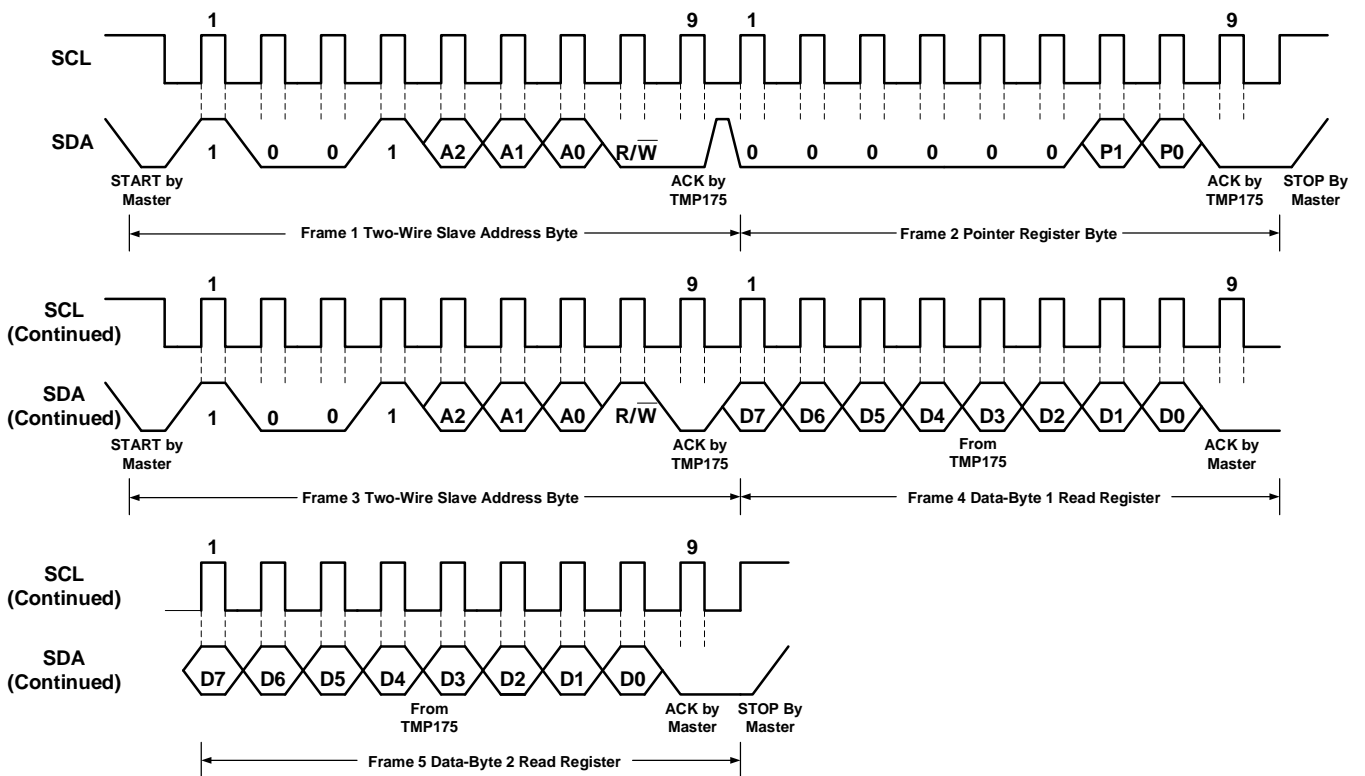 1 9 1 9
SCL
SDA
1 0 0 1 A2 A1 A0 R/W̅ 0 0 0 0 0 0 P1 P0
START by
Master
ACK by
TMP175
ACK by
TMP175
STOP By
Master
Frame 1 Two-Wire Slave Address Byte
Frame 2 Pointer Register Byte
1 9 1 9
SCL
(Continued)
SDA
(Continued)
1 0 0 1 A2 A1 A0 R/W̅ D7 D6 D5 D4 D3 D2 D1 D0
START by
Master
ACK by
TMP175
From
TMP175
ACK by
Master
Frame 3 Two-Wire Slave Address Byte
Frame 4 Data-Byte 1 Read Register
1 9
SCL
(Continued)
SDA
(Continued)
D7 D6 D5 D4 D3 D2 D1 D0
From
TMP175
ACK by
Master
STOP By
Master
Frame 5 Data-Byte 2 Read Register